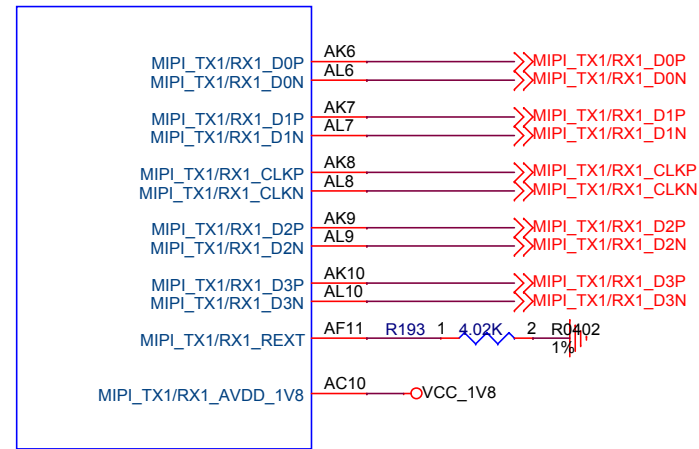 MIPI_TX1/RX1_D0P AK6 MIPI_TX1/RX1_D0P
MIPI_TX1/RX1_D0N AL6 MIPI_TX1/RX1_D0N
MIPI_TX1/RX1_D1P AK7 MIPI_TX1/RX1_D1P
MIPI_TX1/RX1_D1N AL7 MIPI_TX1/RX1_D1N
MIPI_TX1/RX1_CLKP AK8 MIPI_TX1/RX1_CLKP
MIPI_TX1/RX1_CLKN AL8 MIPI_TX1/RX1_CLKN
MIPI_TX1/RX1_D2P AK9 MIPI_TX1/RX1_D2P
MIPI_TX1/RX1_D2N AL9 MIPI_TX1/RX1_D2N
MIPI_TX1/RX1_D3P AK10 MIPI_TX1/RX1_D3P
MIPI_TX1/RX1_D3N AL10 MIPI_TX1/RX1_D3N
MIPI_TX1/RX1_REXT AF11 R193 1 4.02K 2 R0402
1%
MIPI_TX1/RX1_AVDD_1V8 AC10 VCC_1V8